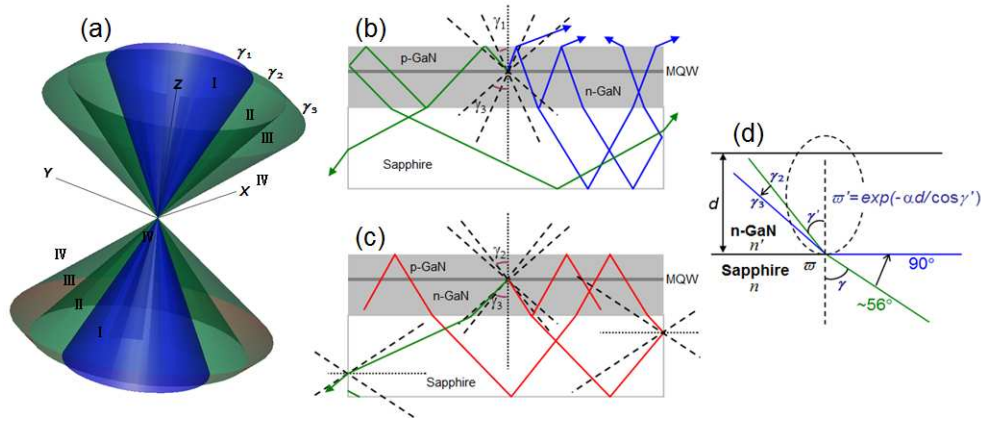 (a)
γ₁
γ₂
γ₃
Z
I
II
III
IV
Y
X
IV
IV
III
II
I
(b)
γ₁
p-GaN
MQW
γ₃
n-GaN
Sapphire
(c)
γ₂
p-GaN
MQW
n-GaN
γ₃
Sapphire
(d)
γ₂
γ₃
d
γ'
ϖ'=exp(-αd/cosγ')
n-GaN
n'
Sapphire
n
ϖ
γ
90°
~56°